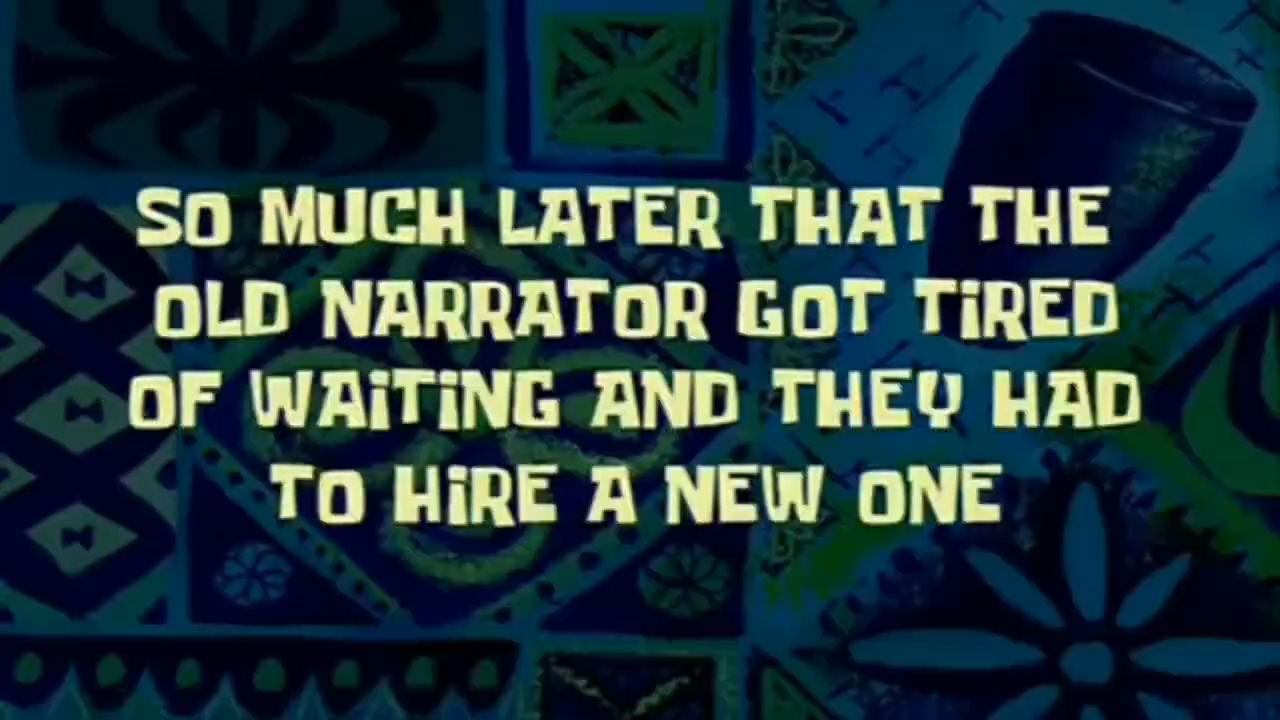 SO MUCH LATER THAT THE
OLD NARRATOR GOT TiRED
OF WAiTiNG AND THEY HAD
TO HiRE A NEW ONE